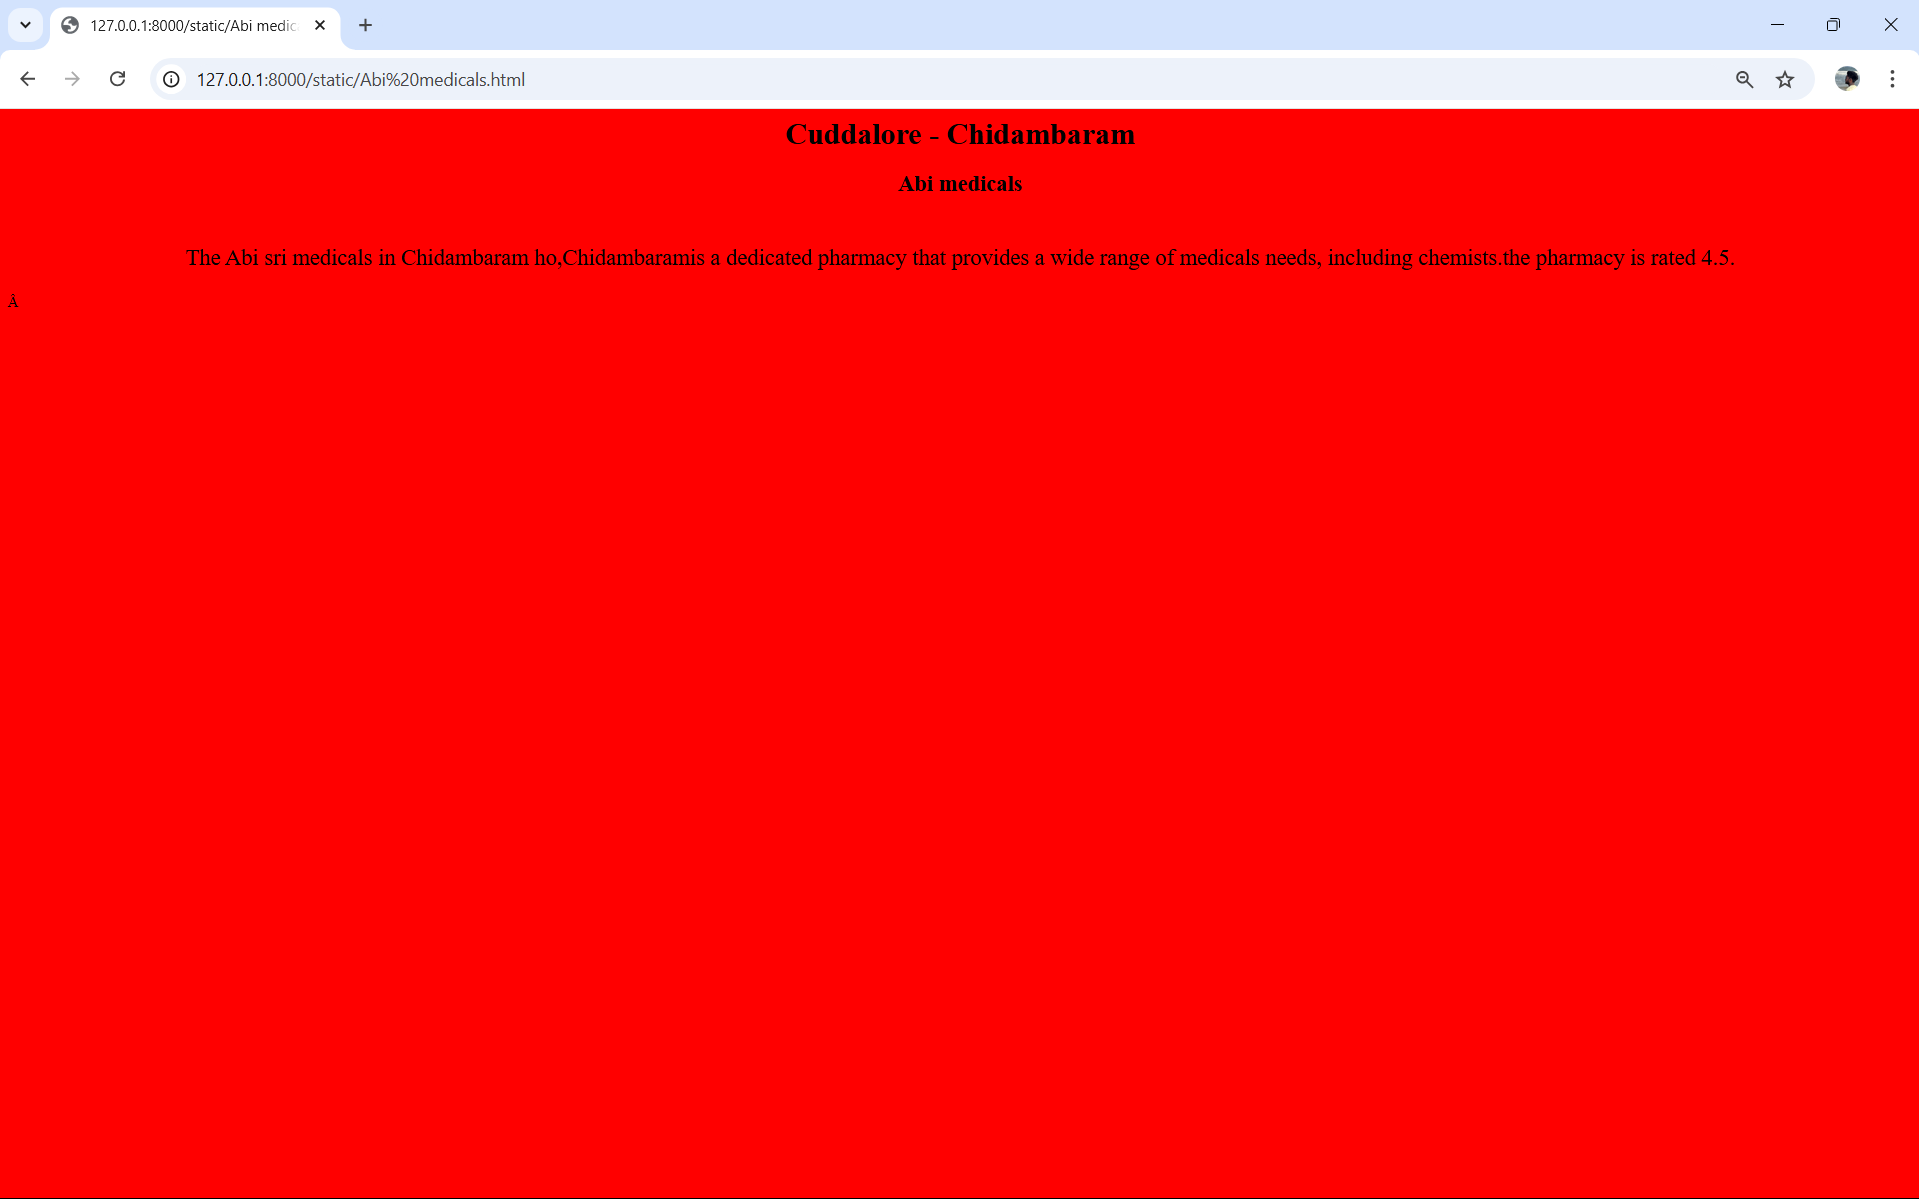 127.0.0.1:8000/static/Abi medic
127.0.0.1:8000/static/Abi%20medicals.html
Cuddalore - Chidambaram
Abi medicals
The Abi sri medicals in Chidambaram ho,Chidambaramis a dedicated pharmacy that provides a wide range of medicals needs, including chemists.the pharmacy is rated 4.5.
Â